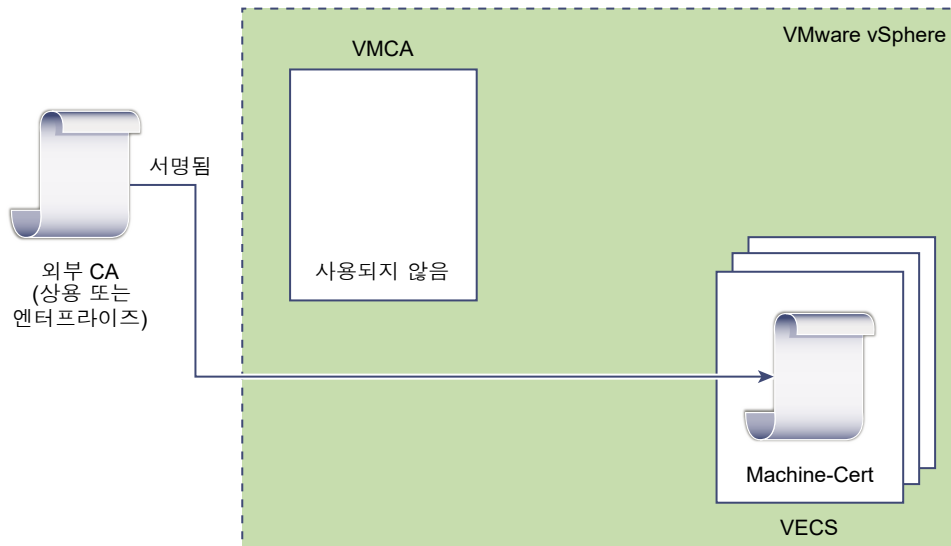 VMware vSphere
VMCA
서명됨
외부 CA
(상용 또는
엔터프라이즈)
사용되지 않음
Machine-Cert
VECS